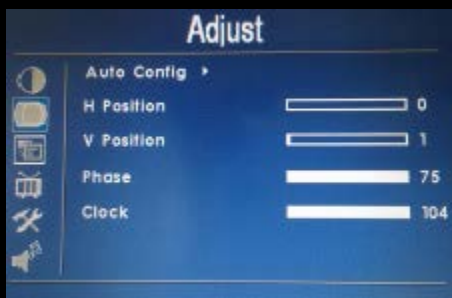 Adjust
Auto Config
H Position 0
V Position 1
Phase 75
Clock 104